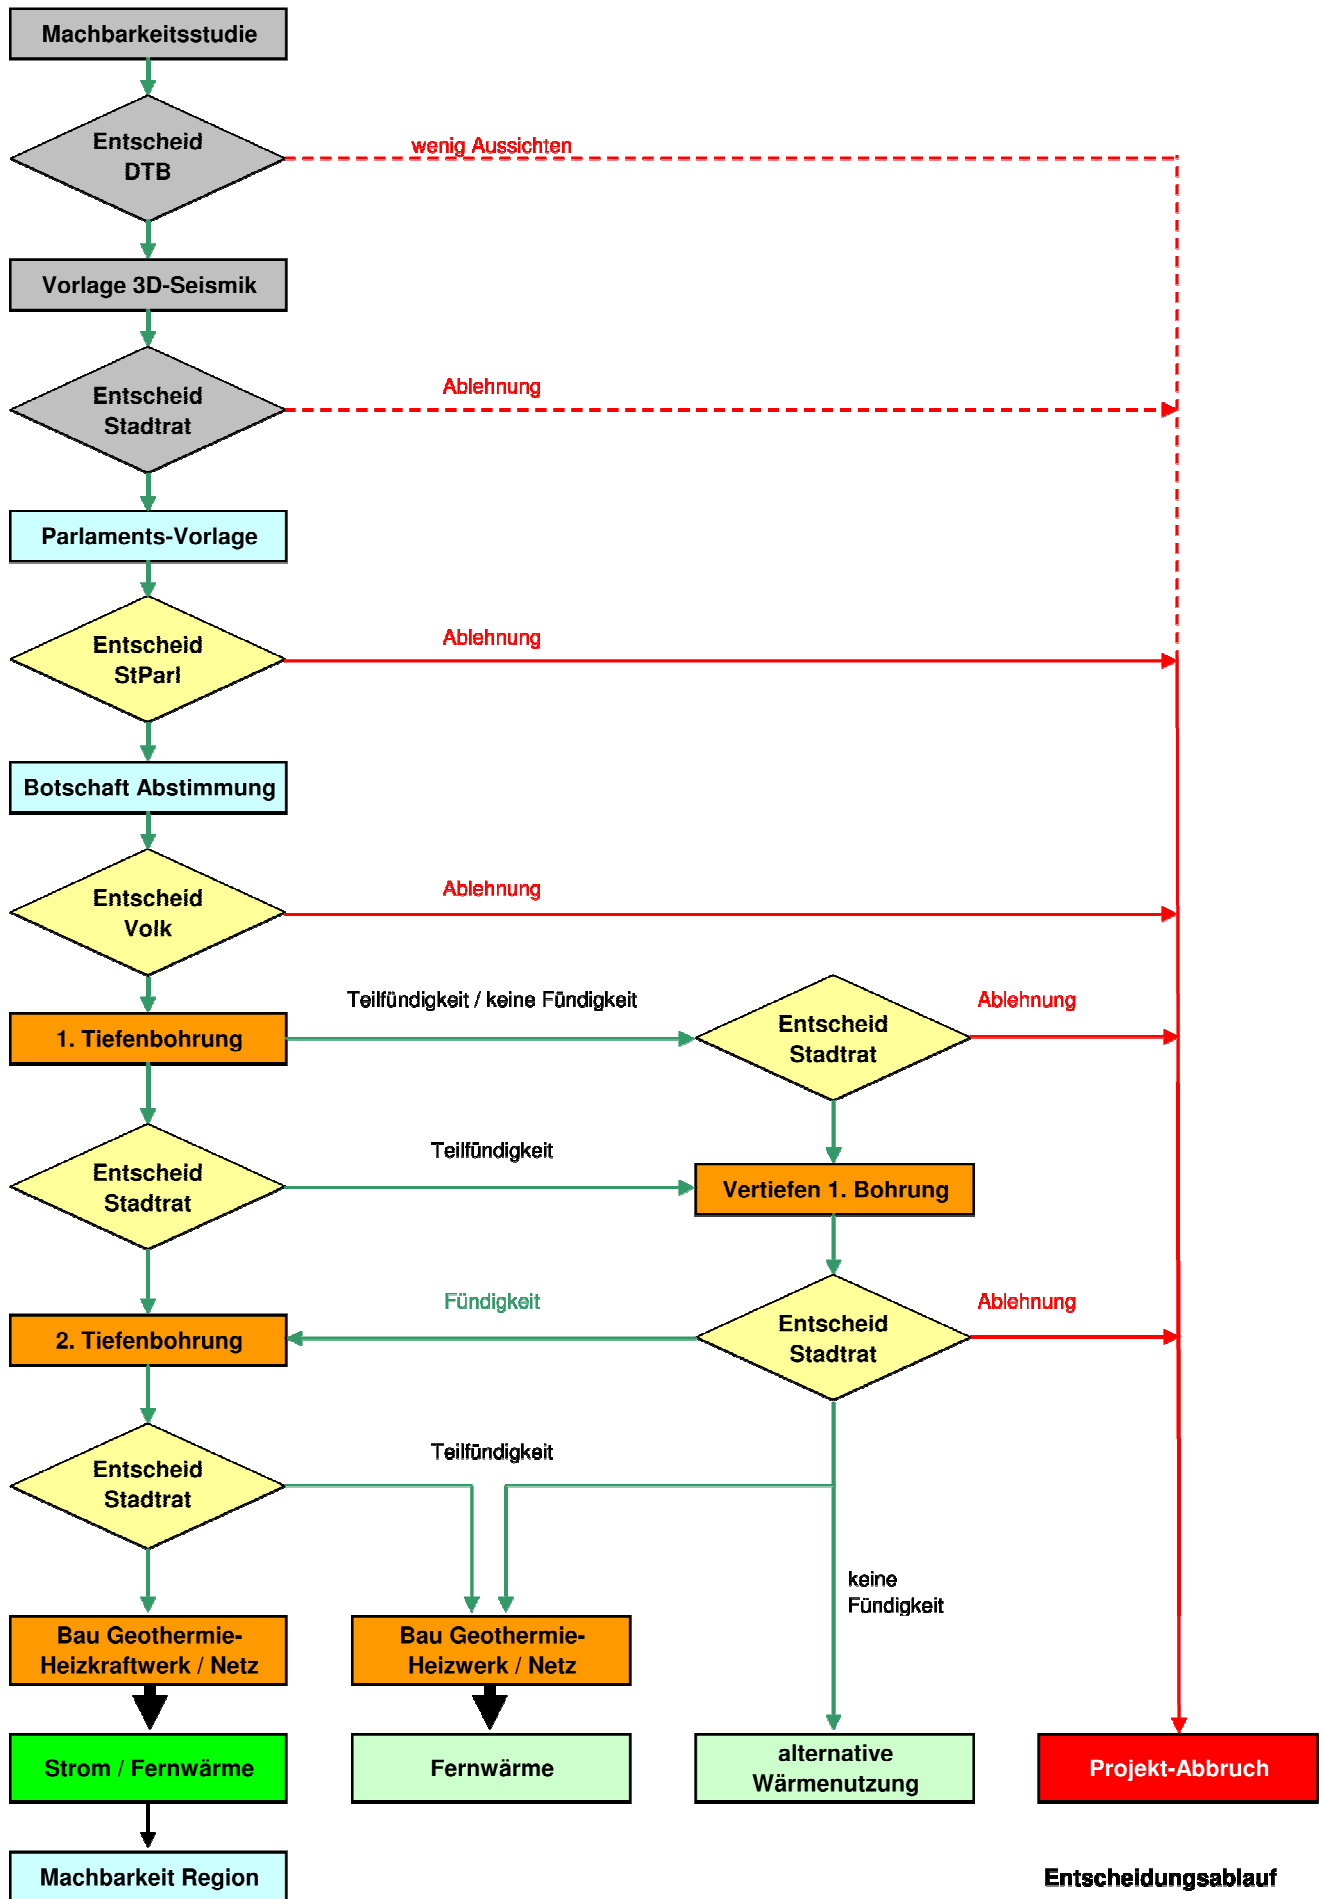 Machbarkeitsstudie
Entscheid
DTB
wenig Aussichten
Vorlage 3D-Seismik
Entscheid
Stadtrat
Ablehnung
Parlaments-Vorlage
Entscheid
StParl
Ablehnung
Botschaft Abstimmung
Entscheid
Volk
Ablehnung
1. Tiefenbohrung
Teilfündigkeit / keine Fündigkeit
Entscheid
Stadtrat
Ablehnung
Entscheid
Stadtrat
Teilfündigkeit
Vertiefen 1. Bohrung
2. Tiefenbohrung
Fündigkeit
Entscheid
Stadtrat
Ablehnung
Entscheid
Stadtrat
Teilfündigkeit
keine
Fündigkeit
Bau Geothermie-
Heizkraftwerk / Netz
Bau Geothermie-
Heizwerk / Netz
Strom / Fernwärme
Fernwärme
alternative
Wärmenutzung
Projekt-Abbruch
Machbarkeit Region
Entscheidungsablauf